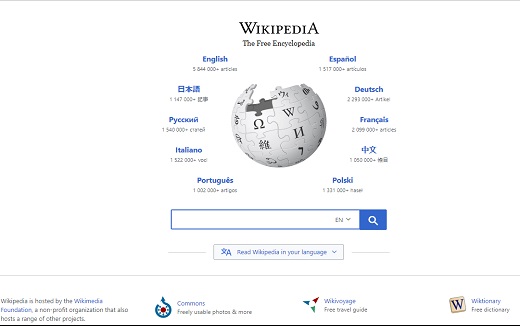 WIKIPEDIA
The Free Encyclopedia
English
5 844 000+ articles
Español
1 517 000+ artículos
日本語
1 147 000+ 記事
Deutsch
2 293 000+ Artikel
Русский
1 540 000+ статей
Français
2 099 000+ articles
Italiano
1 522 000+ voci
中文
1 050 000+ 條目
Português
1 002 000+ artigos
Polski
1 331 000+ haseł
Ω
W
維
И
EN
Read Wikipedia in your language
Wikipedia is hosted by the Wikimedia
Foundation, a non-profit organization that also
hosts a range of other projects.
Commons
Freely usable photos & more
Wikivoyage
Free travel guide
W
Wiktionary
Free dictionary